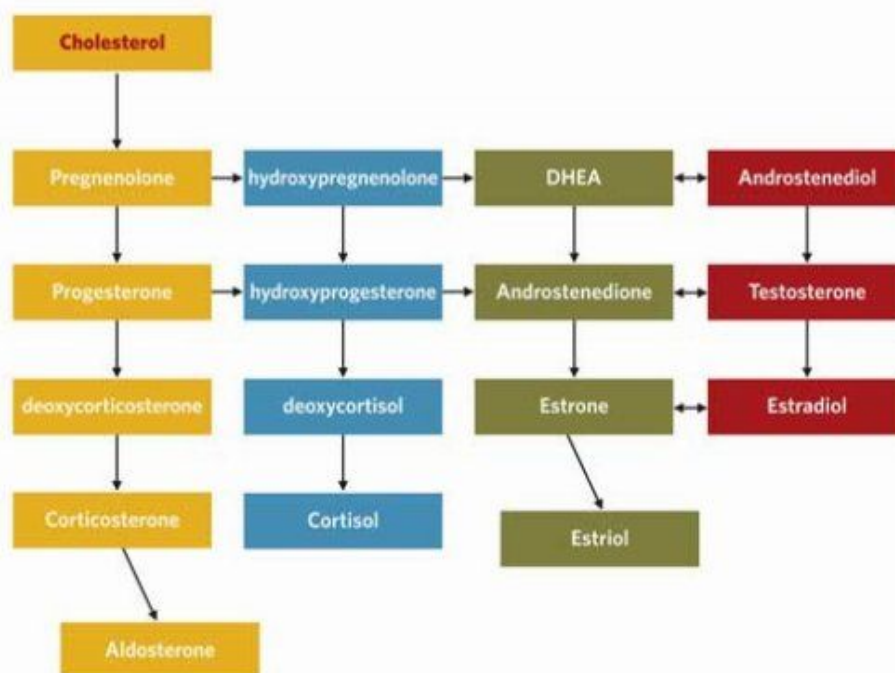 Cholesterol
Pregnenolone
hydroxypregnenolone
DHEA
Androstenediol
Progesterone
hydroxyprogesterone
Androstenedione
Testosterone
deoxycorticosterone
deoxycortisol
Estrone
Estradiol
Corticosterone
Cortisol
Estriol
Aldosterone